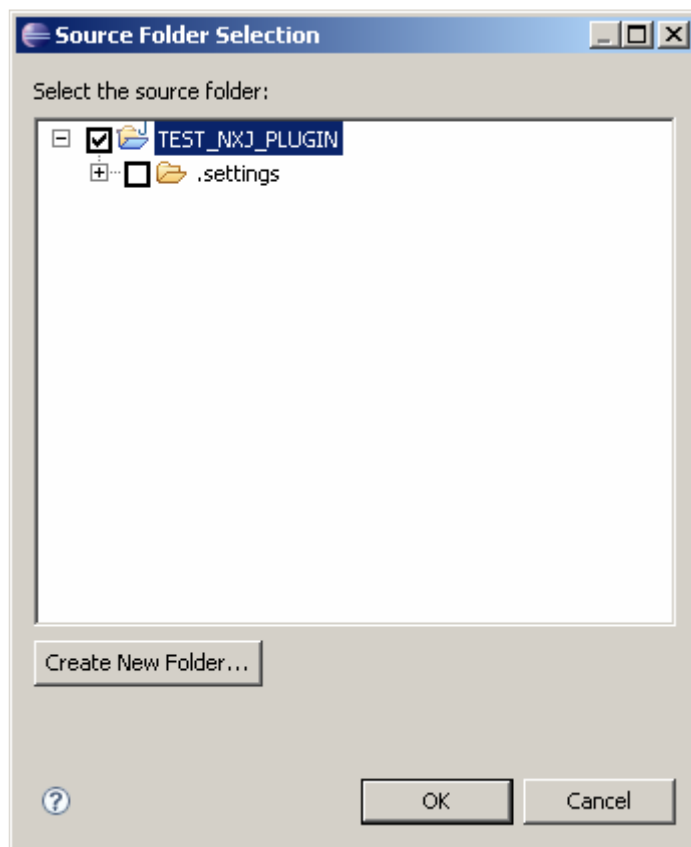 Source Folder Selection
Select the source folder:
TEST_NXJ_PLUGIN
.settings
Create New Folder...
OK
Cancel